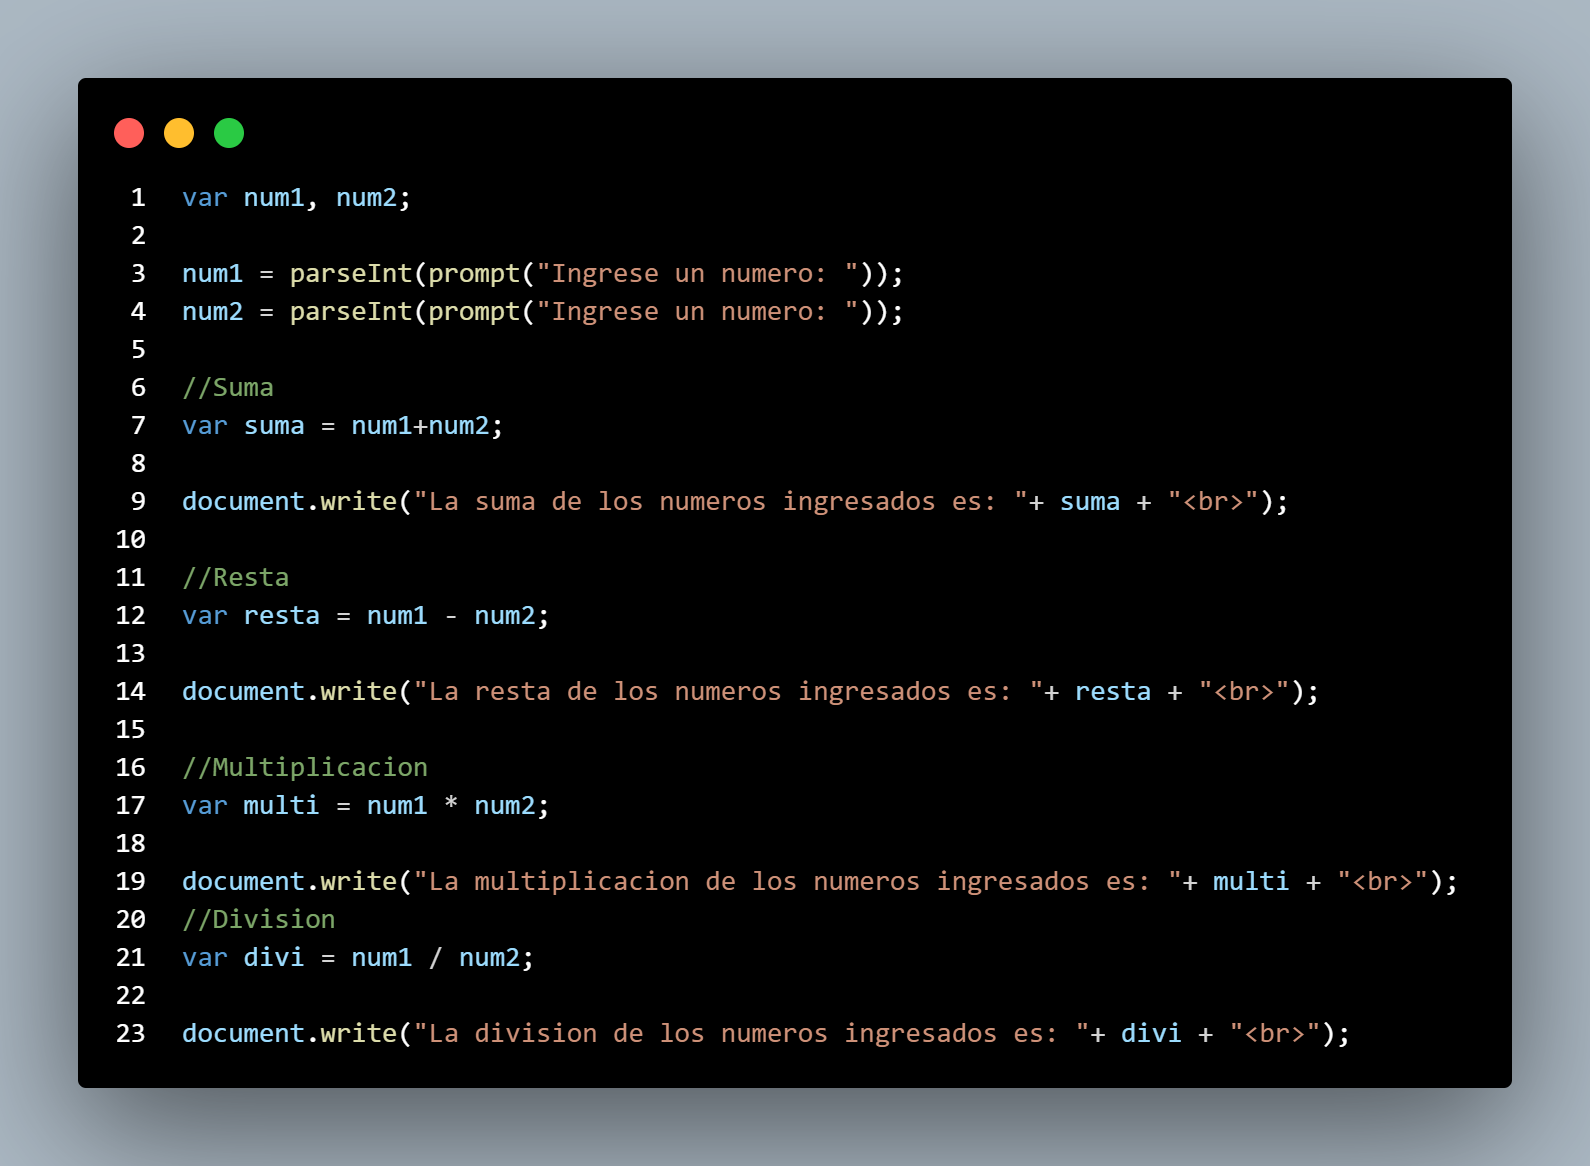 1 var num1, num2;
2
3 num1 = parseInt(prompt("Ingrese un numero: "));
4 num2 = parseInt(prompt("Ingrese un numero: "));
5
6 //Suma
7 var suma = num1+num2;
8
9 document.write("La suma de los numeros ingresados es: "+ suma + "<br>");
10
11 //Resta
12 var resta = num1 - num2;
13
14 document.write("La resta de los numeros ingresados es: "+ resta + "<br>");
15
16 //Multiplicacion
17 var multi = num1 * num2;
18
19 document.write("La multiplicacion de los numeros ingresados es: "+ multi + "<br>");
20 //Division
21 var divi = num1 / num2;
22
23 document.write("La division de los numeros ingresados es: "+ divi + "<br>");